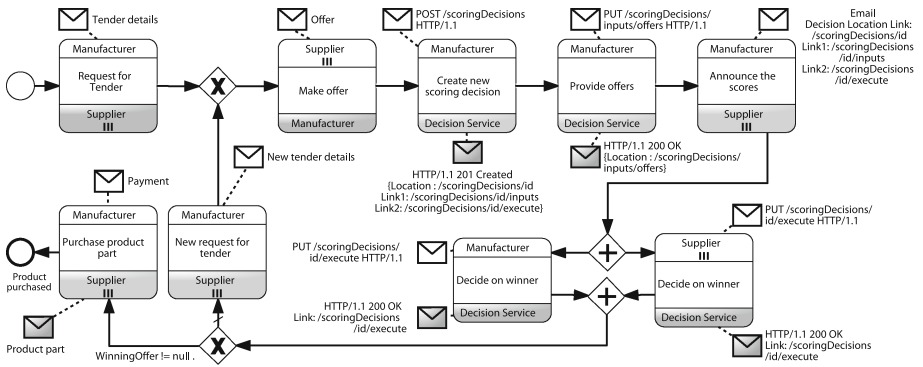 Tender details
Manufacturer
Request for
Tender
Supplier
Offer
Supplier
Make offer
Manufacturer
POST /scoringDecisions
HTTP/1.1
Manufacturer
Create new
scoring decision
Decision Service
HTTP/1.1 201 Created
{Location : /scoringDecisions/id
Link1: /scoringDecisions/id/inputs
Link2: /scoringDecisions/id/execute}
PUT /scoringDecisions/
inputs/offers HTTP/1.1
Manufacturer
Provide offers
Decision Service
HTTP/1.1 200 OK
{Location : /scoringDecisions/
inputs/offers}
Email
Decision Location Link:
/scoringDecisions/id
Link1: /scoringDecisions
/id/inputs
Link2: /scoringDecisions
/id/execute
Manufacturer
Announce the
scores
Supplier
Payment
Manufacturer
Purchase product
part
Supplier
Product
purchased
Product part
New tender details
Manufacturer
New request for
tender
Supplier
WinningOffer != null .
PUT /scoringDecisions/
id/execute HTTP/1.1
Manufacturer
Decide on winner
Decision Service
HTTP/1.1 200 OK
Link: /scoringDecisions
/id/execute
PUT /scoringDecisions/
id/execute HTTP/1.1
Supplier
Decide on winner
Decision Service
HTTP/1.1 200 OK
Link: /scoringDecisions
/id/execute